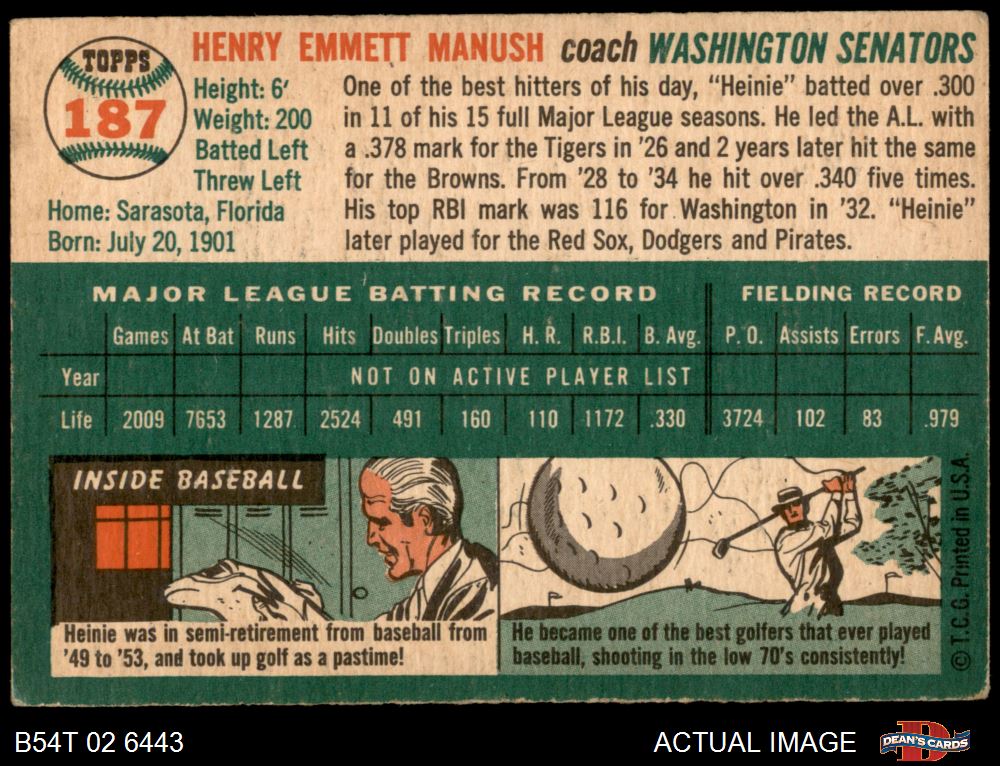 TOPPS
187
HENRY EMMETT MANUSH coach WASHINGTON SENATORS
Height: 6'
Weight: 200
Batted Left
Threw Left
Home: Sarasota, Florida
Born: July 20, 1901
One of the best hitters of his day, “Heinie” batted over .300
in 11 of his 15 full Major League seasons. He led the A.L. with
a .378 mark for the Tigers in '26 and 2 years later hit the same
for the Browns. From '28 to '34 he hit over .340 five times.
His top RBI mark was 116 for Washington in '32. “Heinie”
later played for the Red Sox, Dodgers and Pirates.
MAJOR LEAGUE BATTING RECORD FIELDING RECORD
Games At Bat Runs Hits Doubles Triples H. R. R.B.I. B. Avg. P. O. Assists Errors F. Avg.
Year NOT ON ACTIVE PLAYER LIST
Life 2009 7653 1287 2524 491 160 110 1172 .330 3724 102 83 .979
INSIDE BASEBALL
Heinie was in semi-retirement from baseball from
'49 to '53, and took up golf as a pastime!
He became one of the best golfers that ever played
baseball, shooting in the low 70's consistently!
© T.C.G. Printed in U.S.A.
B54T 02 6443
ACTUAL IMAGE
D
DEAN'S CARDS